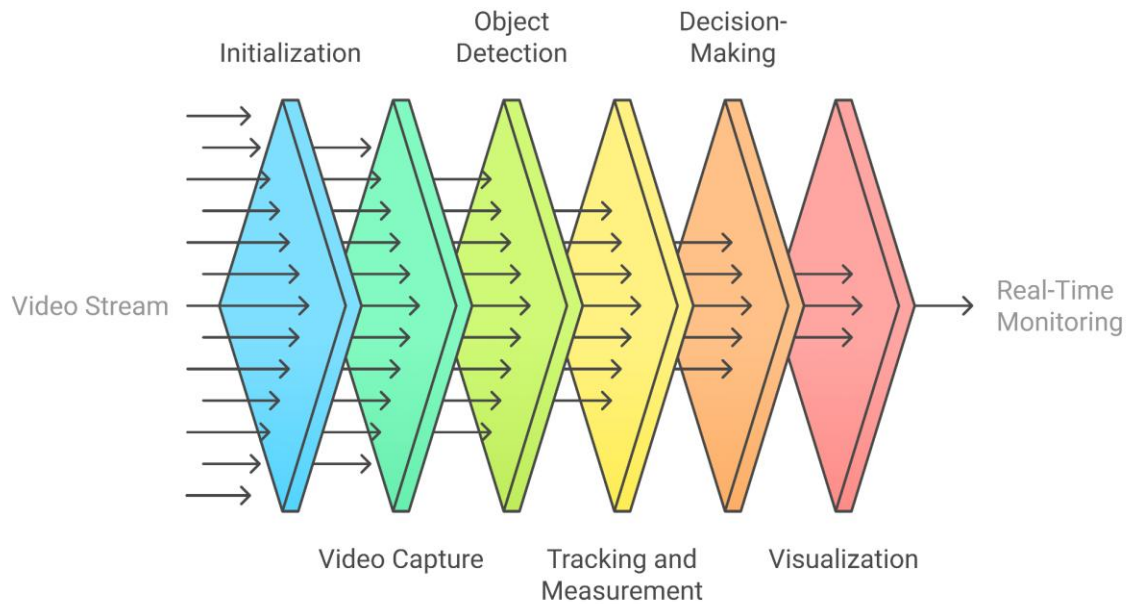 Initialization
Object
Detection
Decision-
Making
Video Stream
Real-Time
Monitoring
Video Capture
Tracking and
Measurement
Visualization